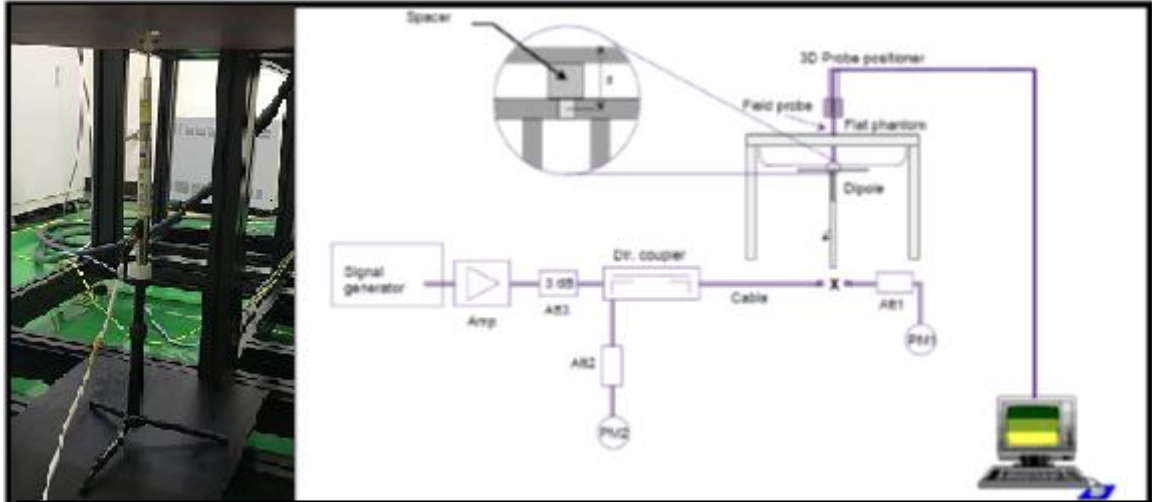 Spacer
s
3D Probe positioner
Field probe
Flat phantom
Dipole
Signal
generator
Amp
3 dB
Att3
Dir. coupler
Cable
x
Att1
PM1
Att2
PM2